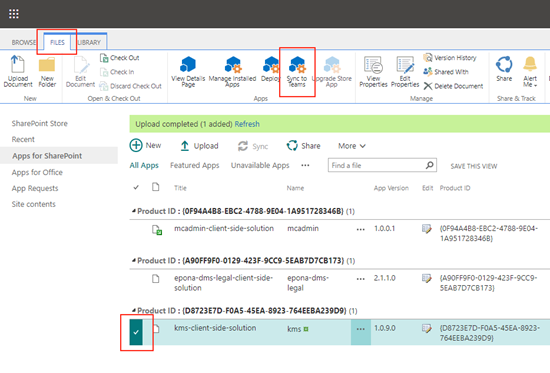 BROWSE FILES LIBRARY
Upload Document
New Folder
New
Edit Document
Check Out
Check In
Discard Check Out
Open & Check Out
View Details Page
Manage Installed Apps
Deploy
Sync to Teams
Upgrade Store App
Apps
View Properties
Edit Properties
Version History
Shared With
Delete Document
Manage
Share
Alert Me
Share & Track
SharePoint Store
Recent
Apps for SharePoint
Apps for Office
App Requests
Site contents
Upload completed (1 added) Refresh
New Upload Sync Share More
All Apps Featured Apps Unavailable Apps ••• Find a file SAVE THIS VIEW
App Title Name App Version Edit Product ID
Product ID : {0F94A4B8-EBC2-4788-9E04-1A951728346B} (1)
mcadmin-client-side-solution mcadmin ••• 1.0.0.1 {0F94A4B8-EBC2-4788-9E04-
1A951728346B}
Product ID : {A90FF9F0-0129-423F-9CC9-5EAB7D7CB173} (1)
epona-dms-legal-client-side- epona-dms- ••• 2.1.1.0 {A90FF9F0-0129-423F-9CC9-
solution legal 5EAB7D7CB173}
Product ID : {D8723E7D-F0A5-45EA-8923-764EEBA239D9} (1)
kms-client-side-solution kms ••• 1.0.9.0 {D8723E7D-F0A5-45EA-8923-
764EEBA239D9}